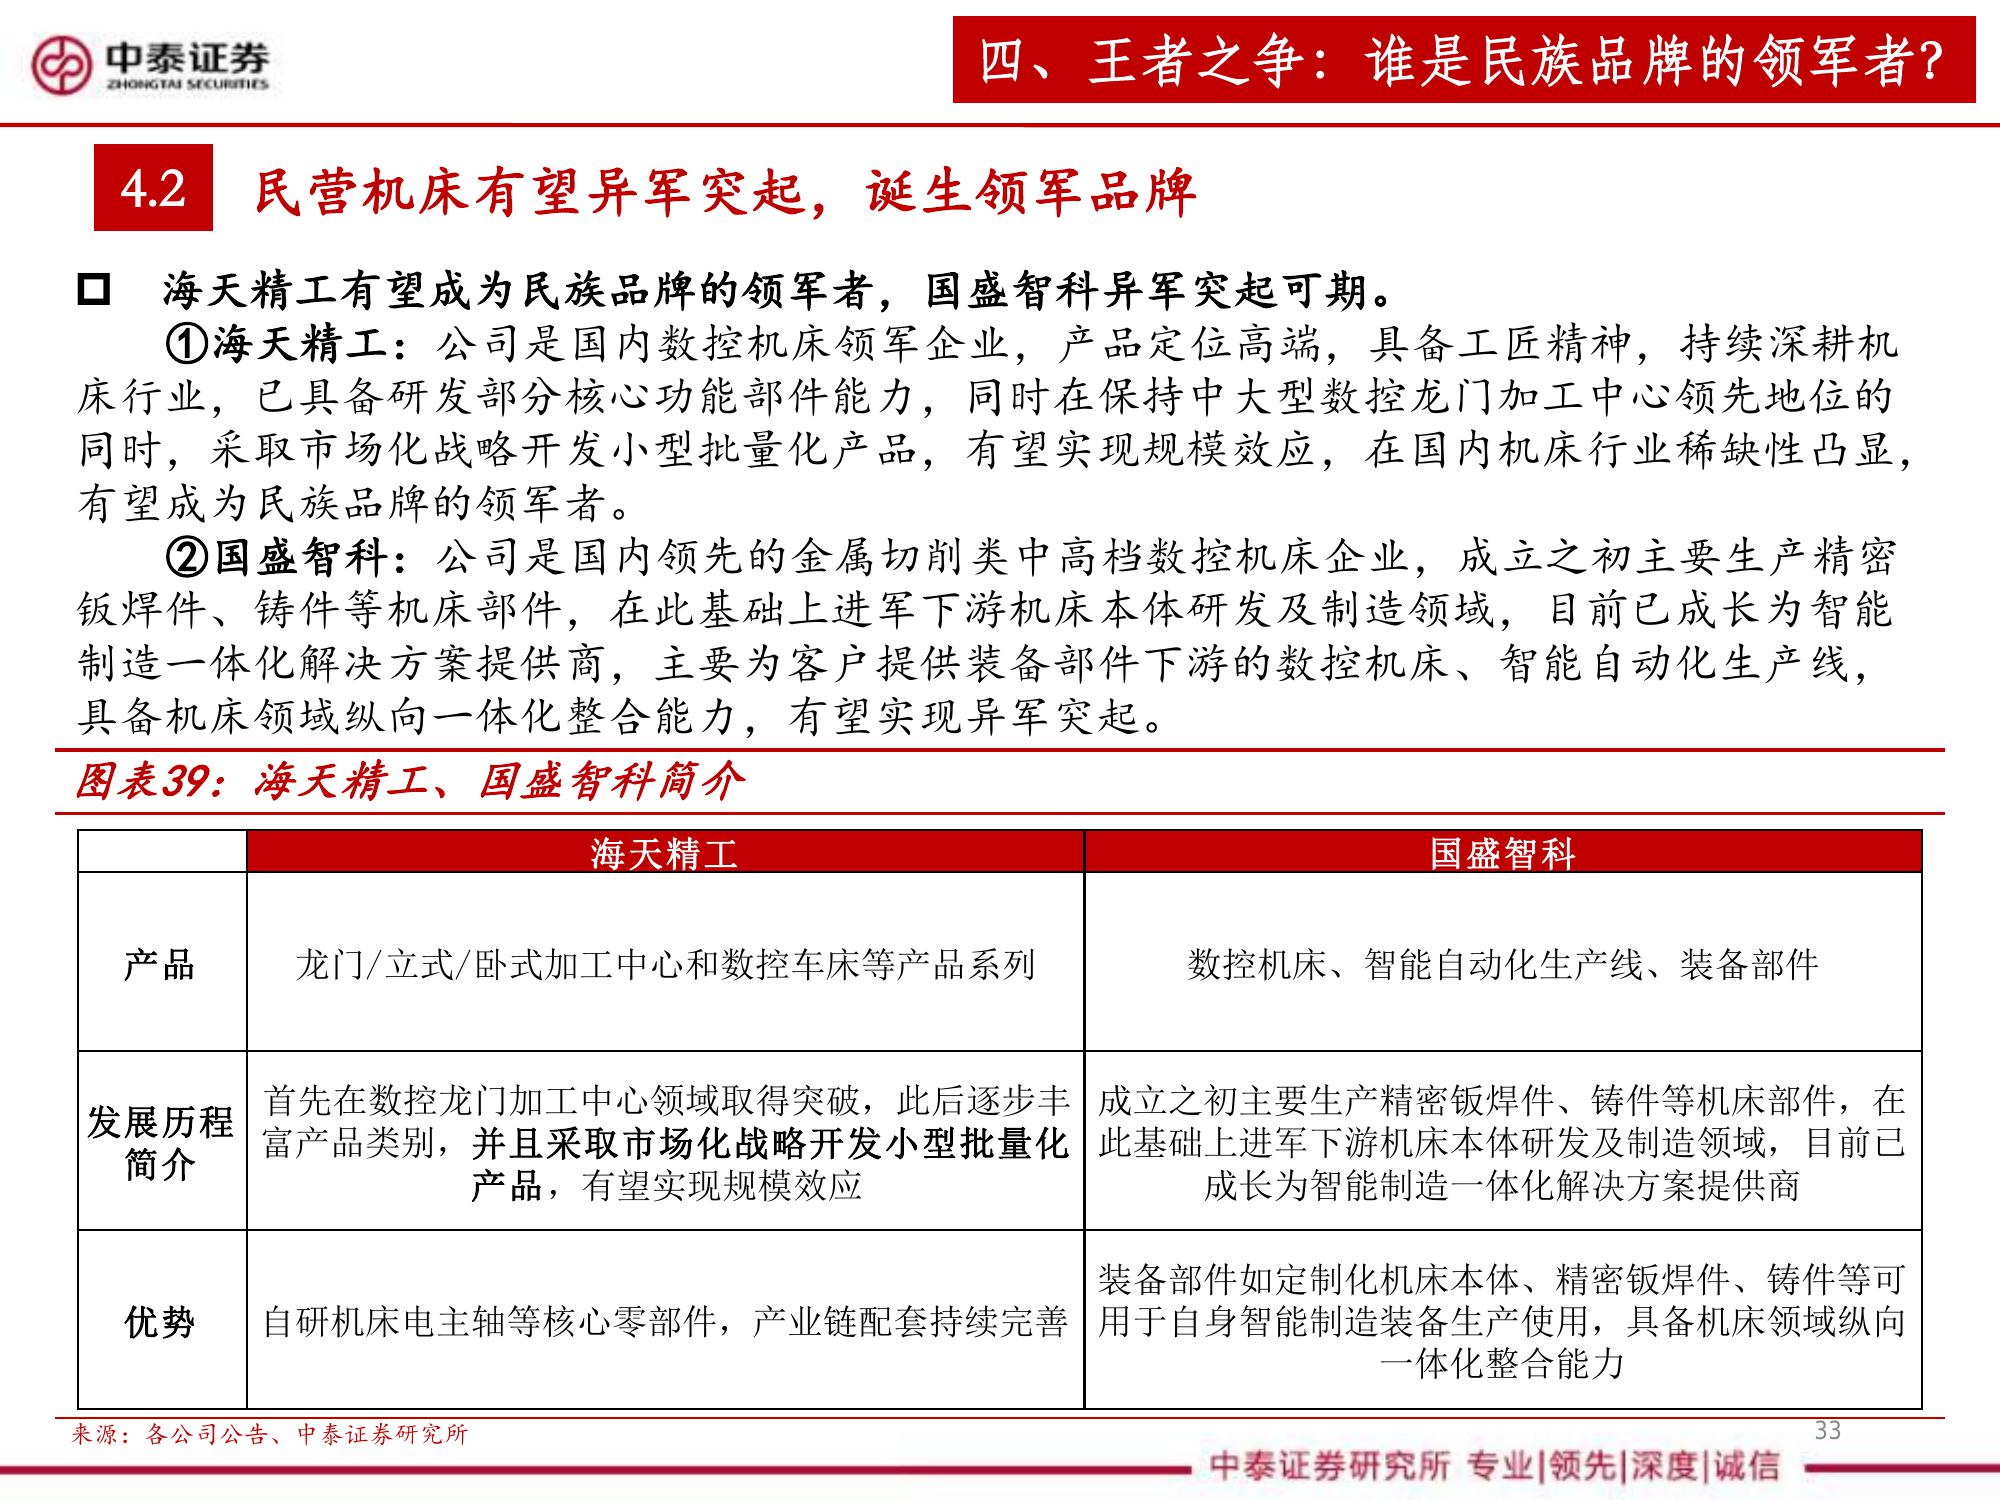 中泰证券
ZHONGTAI SECURITIES
四、王者之争：谁是民族品牌的领军者？
4.2 民营机床有望异军突起，诞生领军品牌
海天精工有望成为民族品牌的领军者，国盛智科异军突起可期。
①海天精工：公司是国内数控机床领军企业，产品定位高端，具备工匠精神，持续深耕机
床行业，已具备研发部分核心功能部件能力，同时在保持中大型数控龙门加工中心领先地位的
同时，采取市场化战略开发小型批量化产品，有望实现规模效应，在国内机床行业稀缺性凸显，
有望成为民族品牌的领军者。
②国盛智科：公司是国内领先的金属切削类中高档数控机床企业，成立之初主要生产精密
钣焊件、铸件等机床部件，在此基础上进军下游机床本体研发及制造领域，目前已成长为智能
制造一体化解决方案提供商，主要为客户提供装备部件下游的数控机床、智能自动化生产线，
具备机床领域纵向一体化整合能力，有望实现异军突起。
图表39：海天精工、国盛智科简介
海天精工 国盛智科
产品 龙门/立式/卧式加工中心和数控车床等产品系列 数控机床、智能自动化生产线、装备部件
发展历程
简介
首先在数控龙门加工中心领域取得突破，此后逐步丰
富产品类别，并且采取市场化战略开发小型批量化
产品，有望实现规模效应
成立之初主要生产精密钣焊件、铸件等机床部件，在
此基础上进军下游机床本体研发及制造领域，目前已
成长为智能制造一体化解决方案提供商
优势 自研机床电主轴等核心零部件，产业链配套持续完善
装备部件如定制化机床本体、精密钣焊件、铸件等可
用于自身智能制造装备生产使用，具备机床领域纵向
一体化整合能力
来源：各公司公告、中泰证券研究所
33
中泰证券研究所 专业|领先|深度|诚信